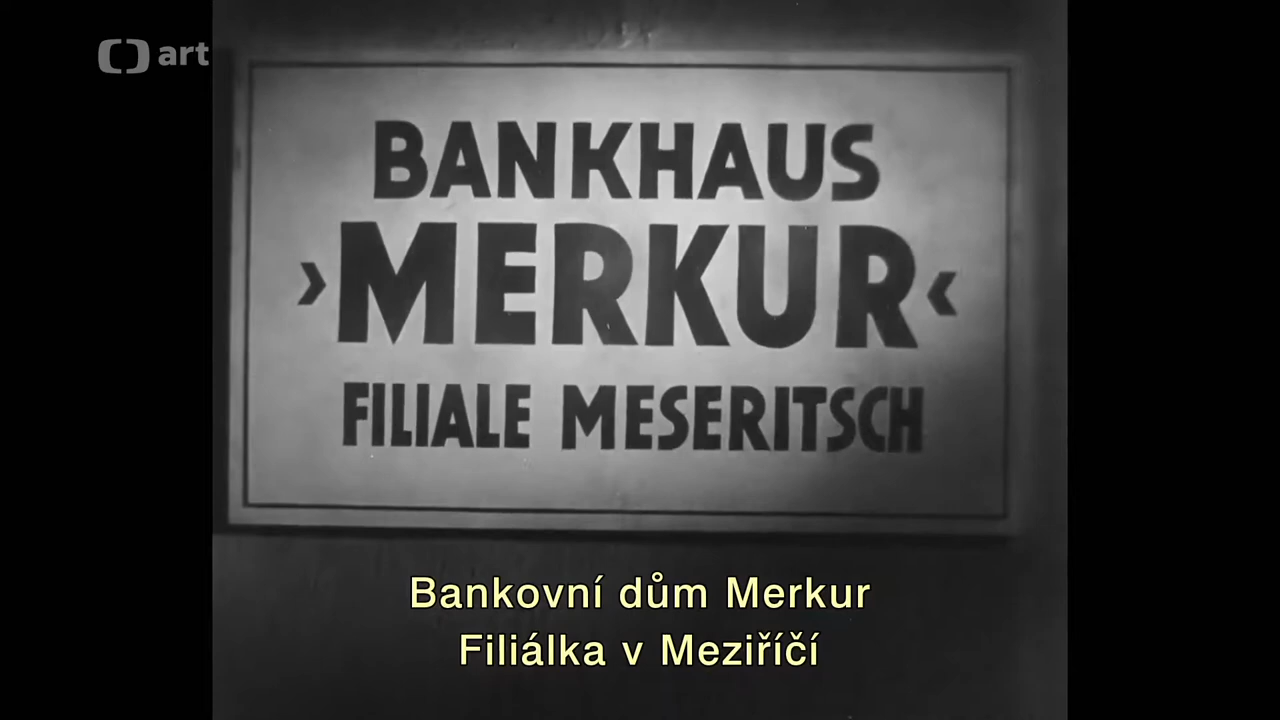 art
BANKHAUS
›MERKUR‹
FILIALE MESERITSCH
Bankovní dům Merkur
Filiálka v Meziříčí